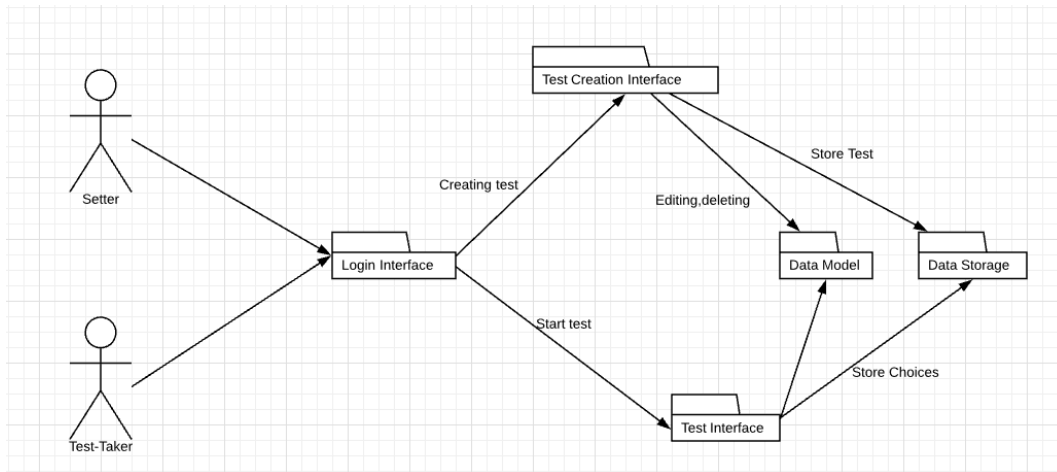 Test Creation Interface
Store Test
Creating test
Setter
Editing,deleting
Login Interface
Data Model
Data Storage
Start test
Store Choices
Test Interface
Test-Taker